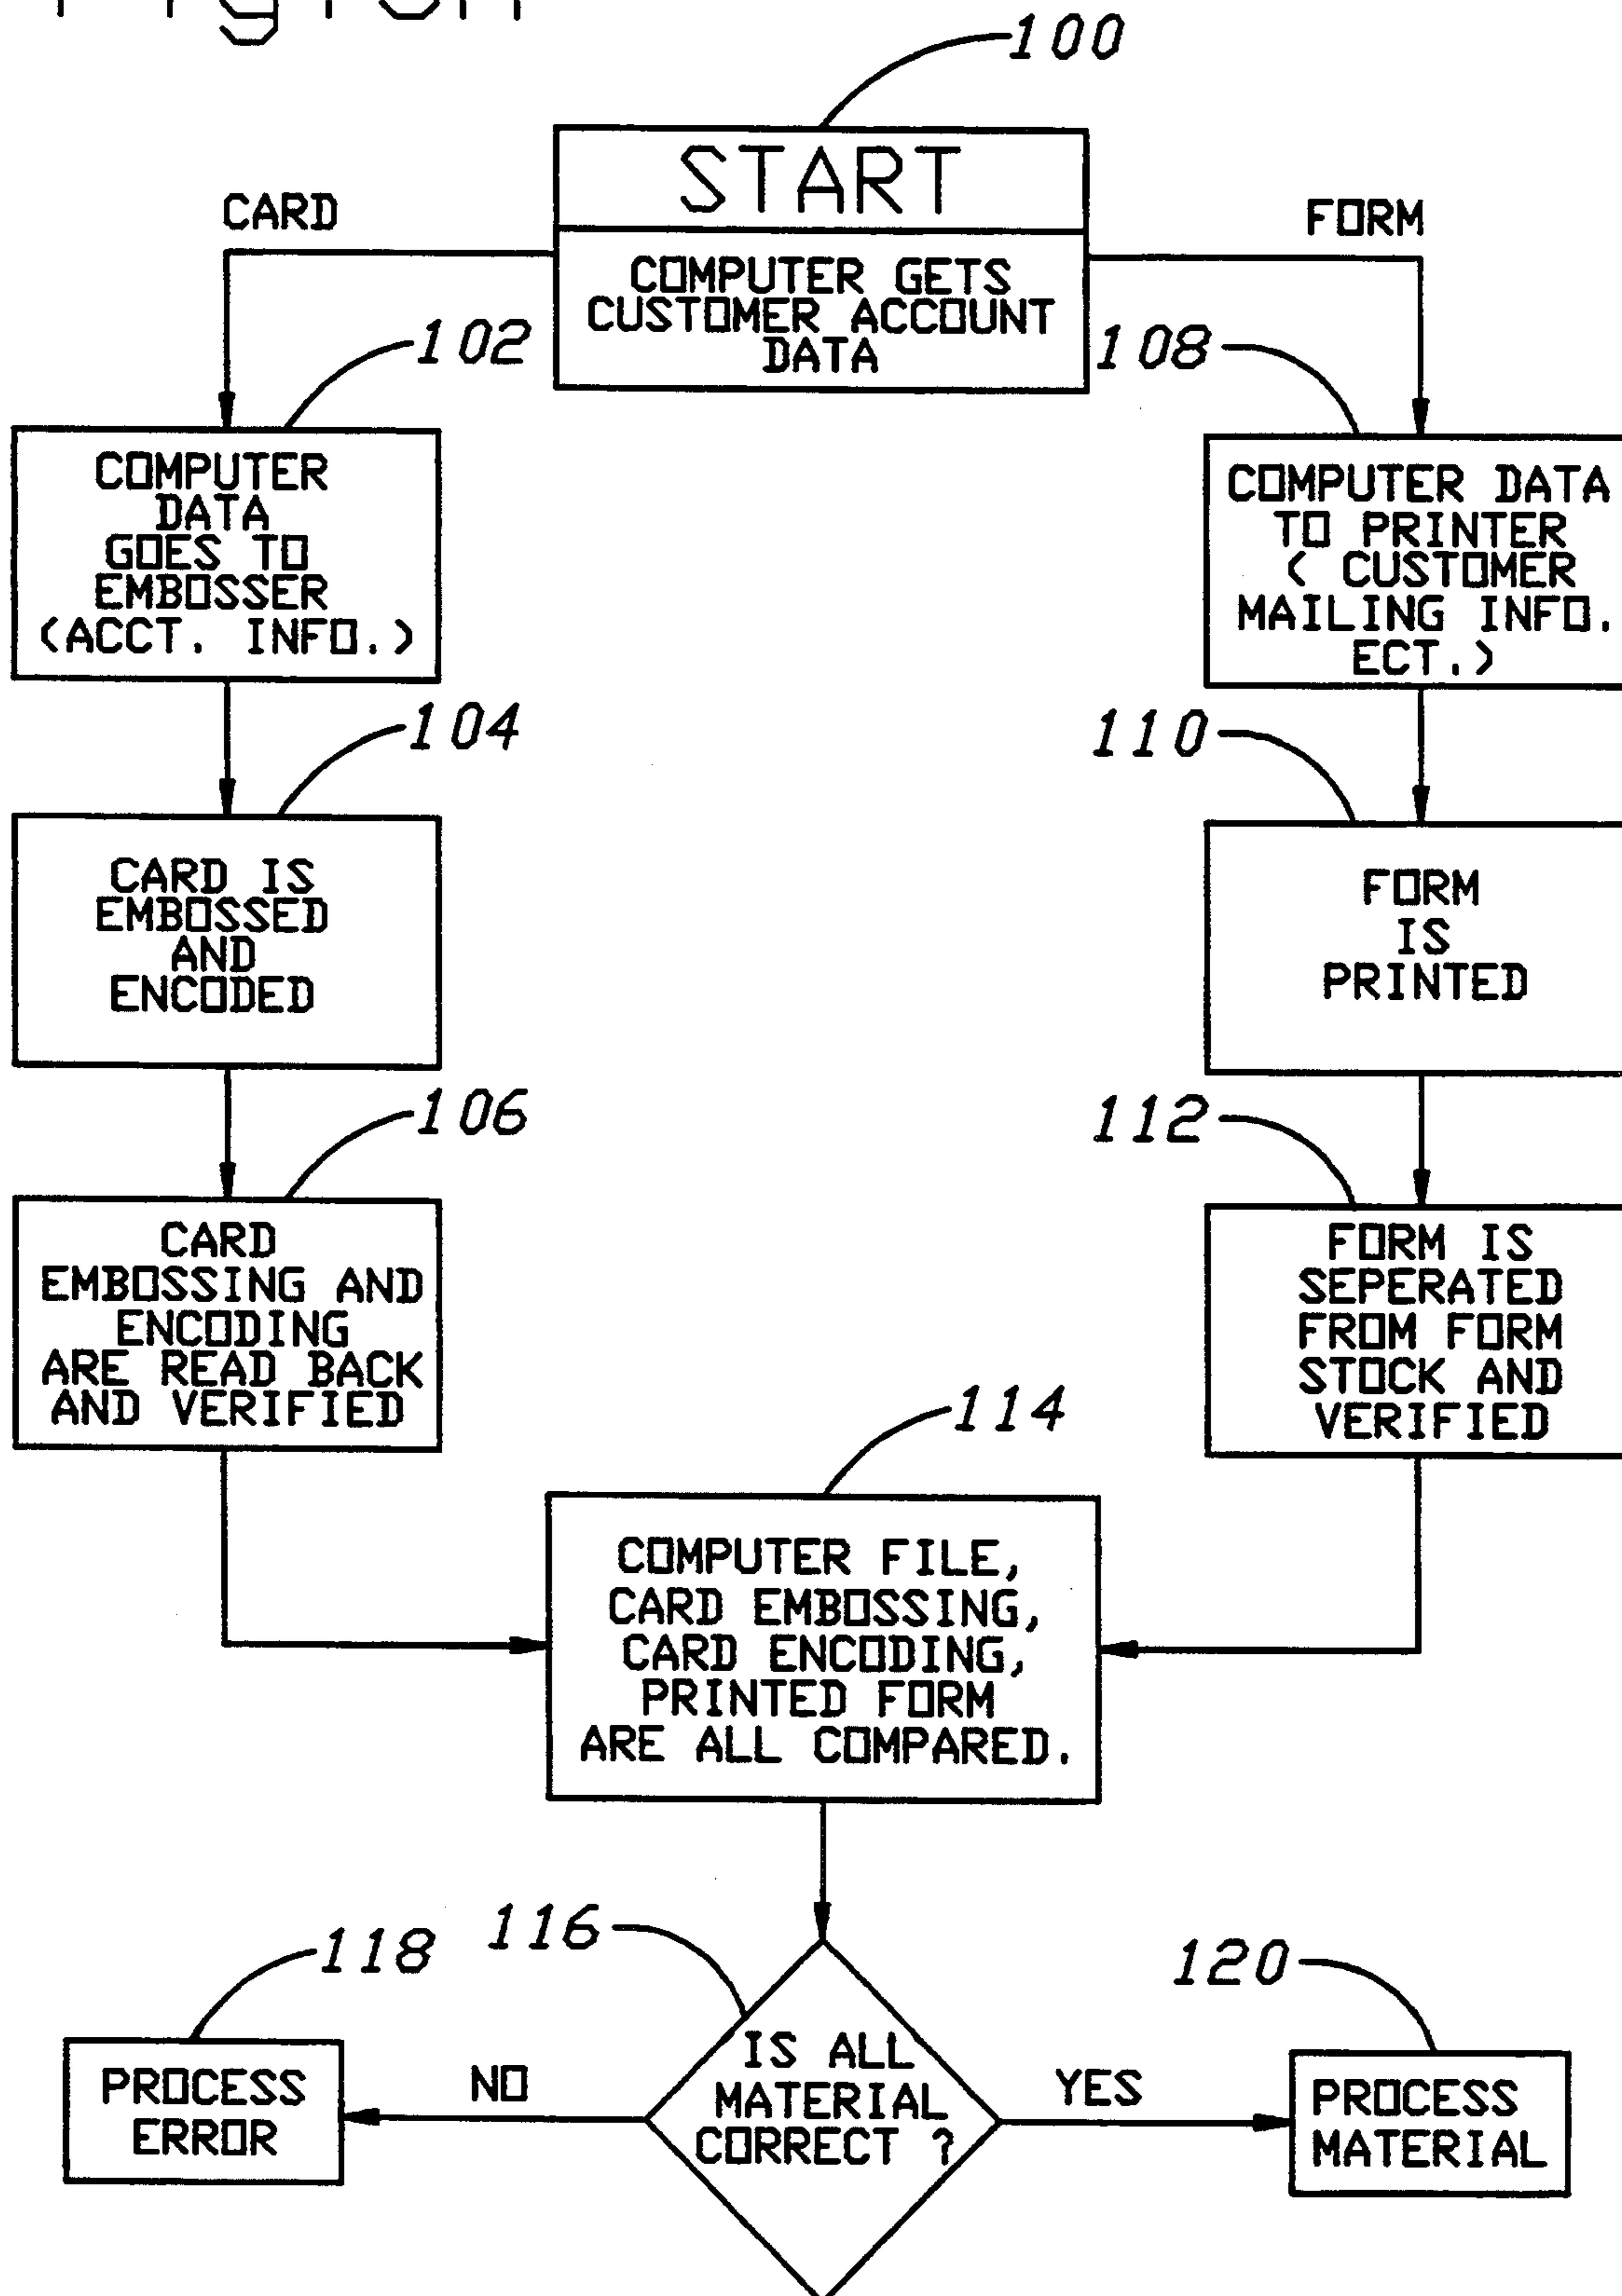 100
START
CARD
FORM
COMPUTER GETS
CUSTOMER ACCOUNT
DATA
102
108
COMPUTER
DATA
GOES TO
EMBOSSER
(ACCT. INFO.)
COMPUTER DATA
TO PRINTER
( CUSTOMER
MAILING INFO.
ECT.)
104
110
CARD IS
EMBOSSED
AND
ENCODED
FORM
IS
PRINTED
106
112
CARD
EMBOSSING AND
ENCODING
ARE READ BACK
AND VERIFIED
FORM IS
SEPERATED
FROM FORM
STOCK AND
VERIFIED
114
COMPUTER FILE,
CARD EMBOSSING,
CARD ENCODING,
PRINTED FORM
ARE ALL COMPARED.
118
116
120
IS ALL
MATERIAL
CORRECT ?
NO
YES
PROCESS
ERROR
PROCESS
MATERIAL